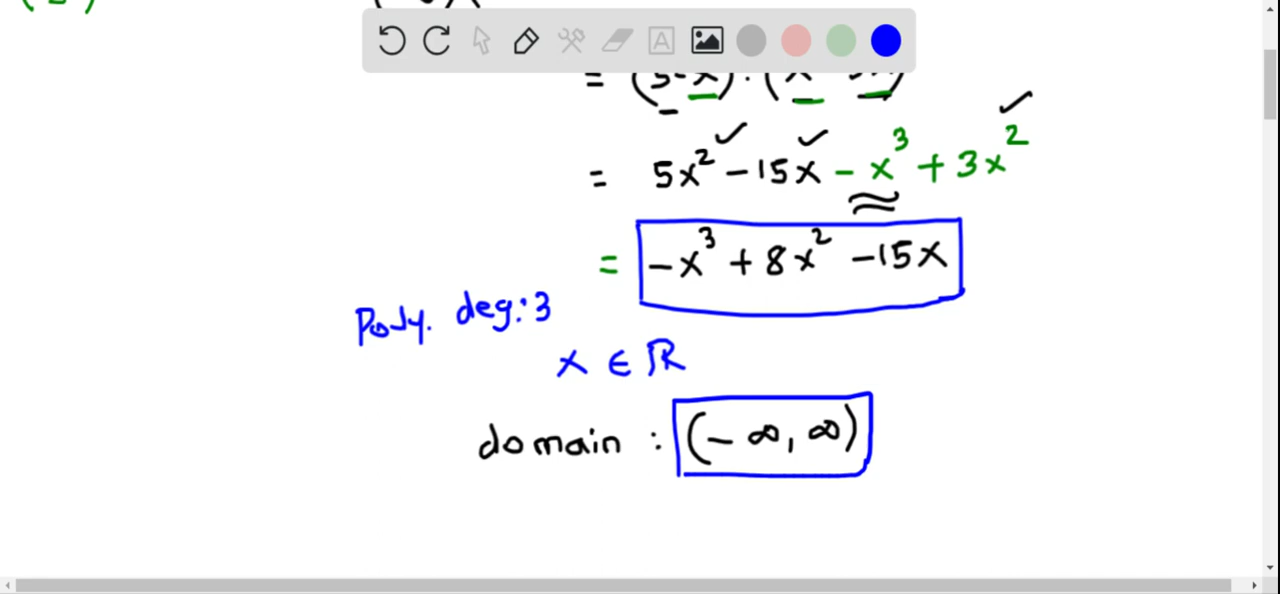 = 5x² - 15x - x³ + 3x²
= -x³ + 8x² - 15x
Poly. deg: 3
x ∈ ℝ
domain : (-∞, ∞)